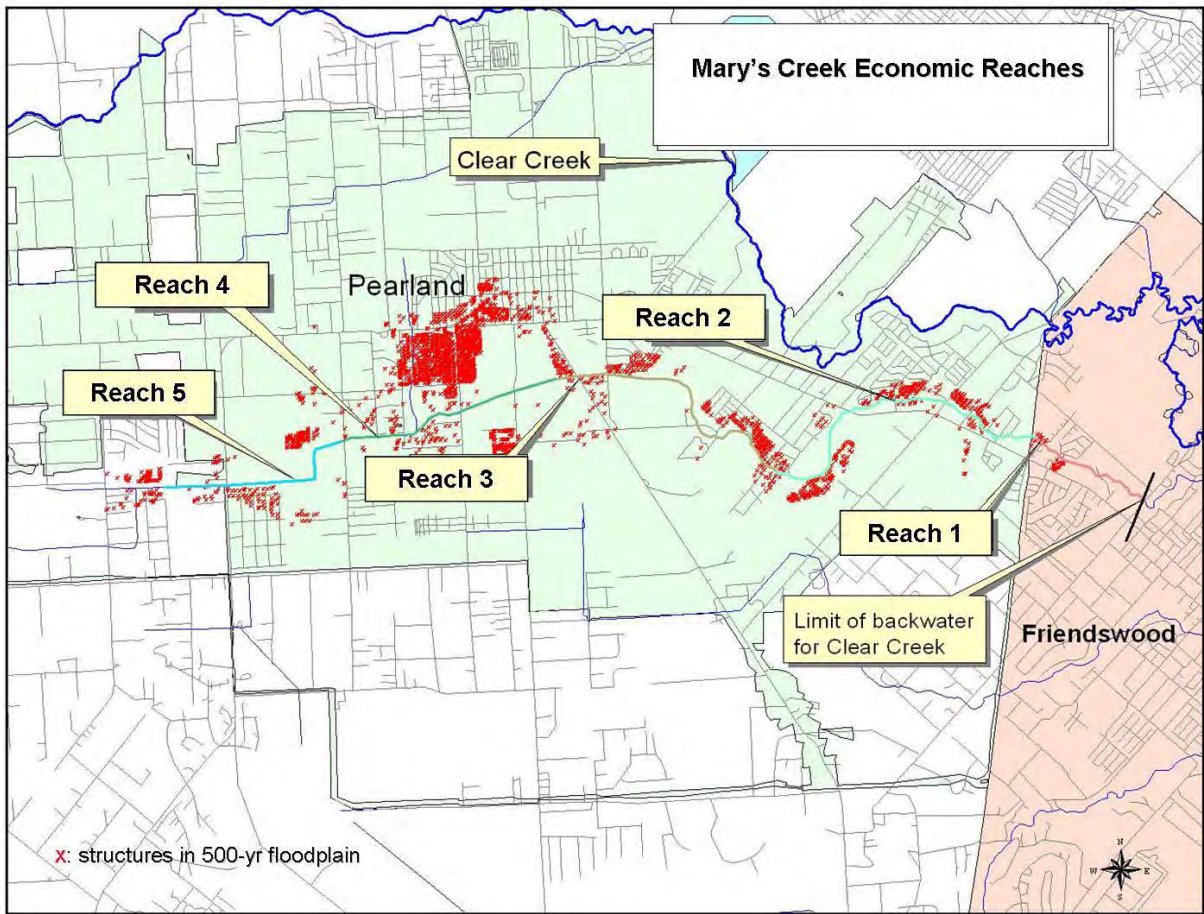 Mary's Creek Economic Reaches
Clear Creek
Reach 4
Pearland
Reach 2
Reach 5
Reach 3
Reach 1
Limit of backwater
for Clear Creek
Friendswood
x: structures in 500-yr floodplain
N
W E
S